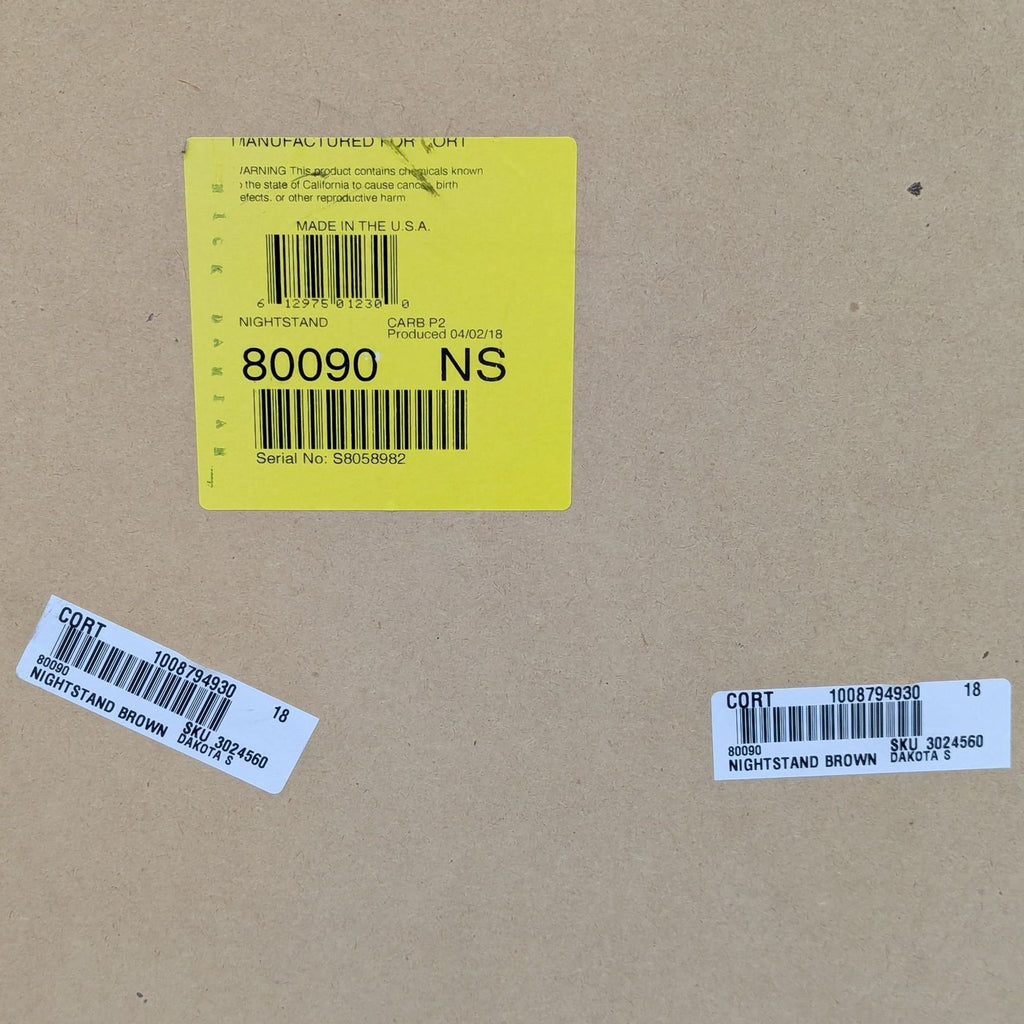 MANUFACTURED FOR CORT
WARNING This product contains chemicals known
to the state of California to cause cancer, birth
efects. or other reproductive harm
MADE IN THE U.S.A.
6 12975 01230 0
NIGHTSTAND CARB P2
Produced 04/02/18
80090 NS
Serial No: S8058982
CORT
1008794930 18
80090 SKU 3024560
NIGHTSTAND BROWN DAKOTA S
CORT 1008794930 18
80090 SKU 3024560
NIGHTSTAND BROWN DAKOTA S